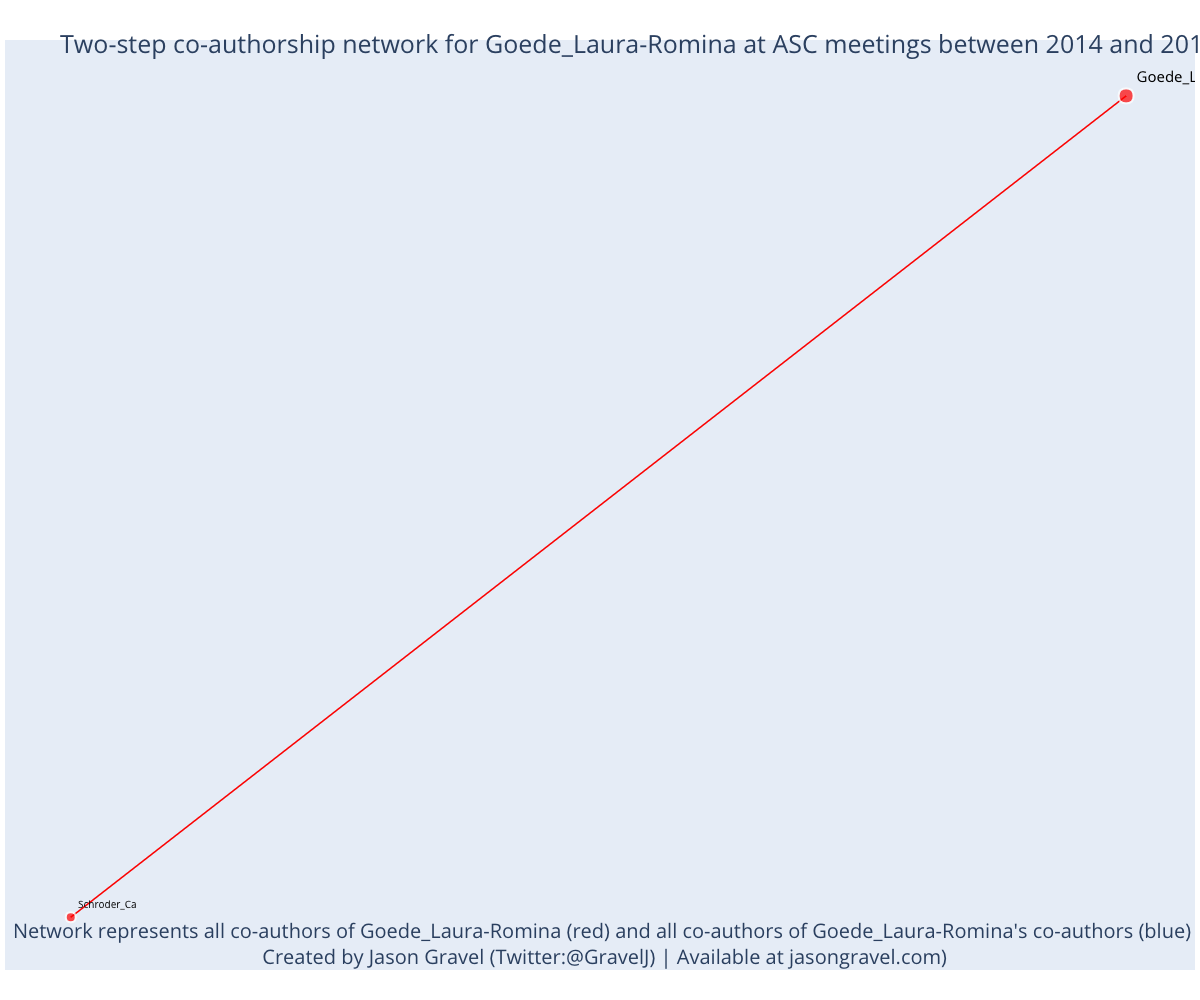 Two-step co-authorship network for Goede_Laura-Romina at ASC meetings between 2014 and 201
Goede_L
Schroder_Ca
Network represents all co-authors of Goede_Laura-Romina (red) and all co-authors of Goede_Laura-Romina's co-authors (blue)
Created by Jason Gravel (Twitter:@GravelJ) | Available at jasongravel.com)